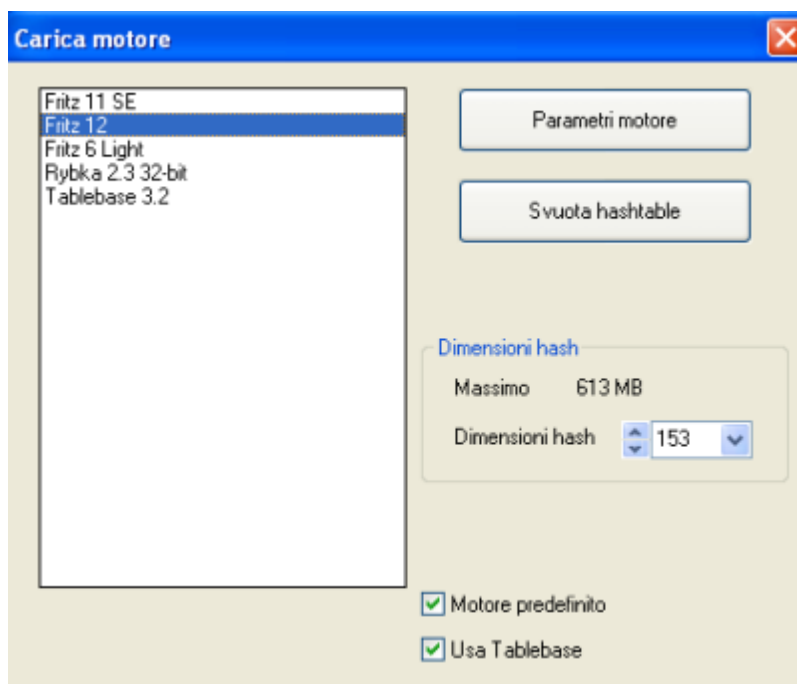 Carica motore
Fritz 11 SE
Fritz 12
Fritz 6 Light
Rybka 2.3 32-bit
Tablebase 3.2
Parametri motore
Svuota hashtable
Dimensioni hash
Massimo 613 MB
Dimensioni hash 153
Motore predefinito
Usa Tablebase